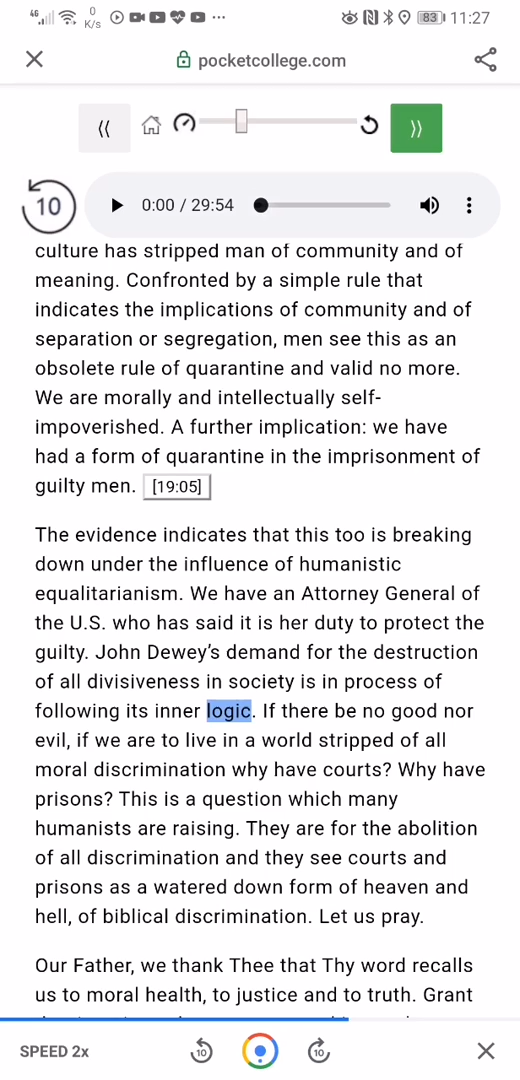 46 0 K/s 83 11:27
pocketcollege.com
⟨⟨ ⟩⟩
10 0:00 / 29:54
culture has stripped man of community and of
meaning. Confronted by a simple rule that
indicates the implications of community and of
separation or segregation, men see this as an
obsolete rule of quarantine and valid no more.
We are morally and intellectually self-
impoverished. A further implication: we have
had a form of quarantine in the imprisonment of
guilty men. [19:05]
The evidence indicates that this too is breaking
down under the influence of humanistic
equalitarianism. We have an Attorney General of
the U.S. who has said it is her duty to protect the
guilty. John Dewey’s demand for the destruction
of all divisiveness in society is in process of
following its inner logic. If there be no good nor
evil, if we are to live in a world stripped of all
moral discrimination why have courts? Why have
prisons? This is a question which many
humanists are raising. They are for the abolition
of all discrimination and they see courts and
prisons as a watered down form of heaven and
hell, of biblical discrimination. Let us pray.
Our Father, we thank Thee that Thy word recalls
us to moral health, to justice and to truth. Grant
SPEED 2x 10 10